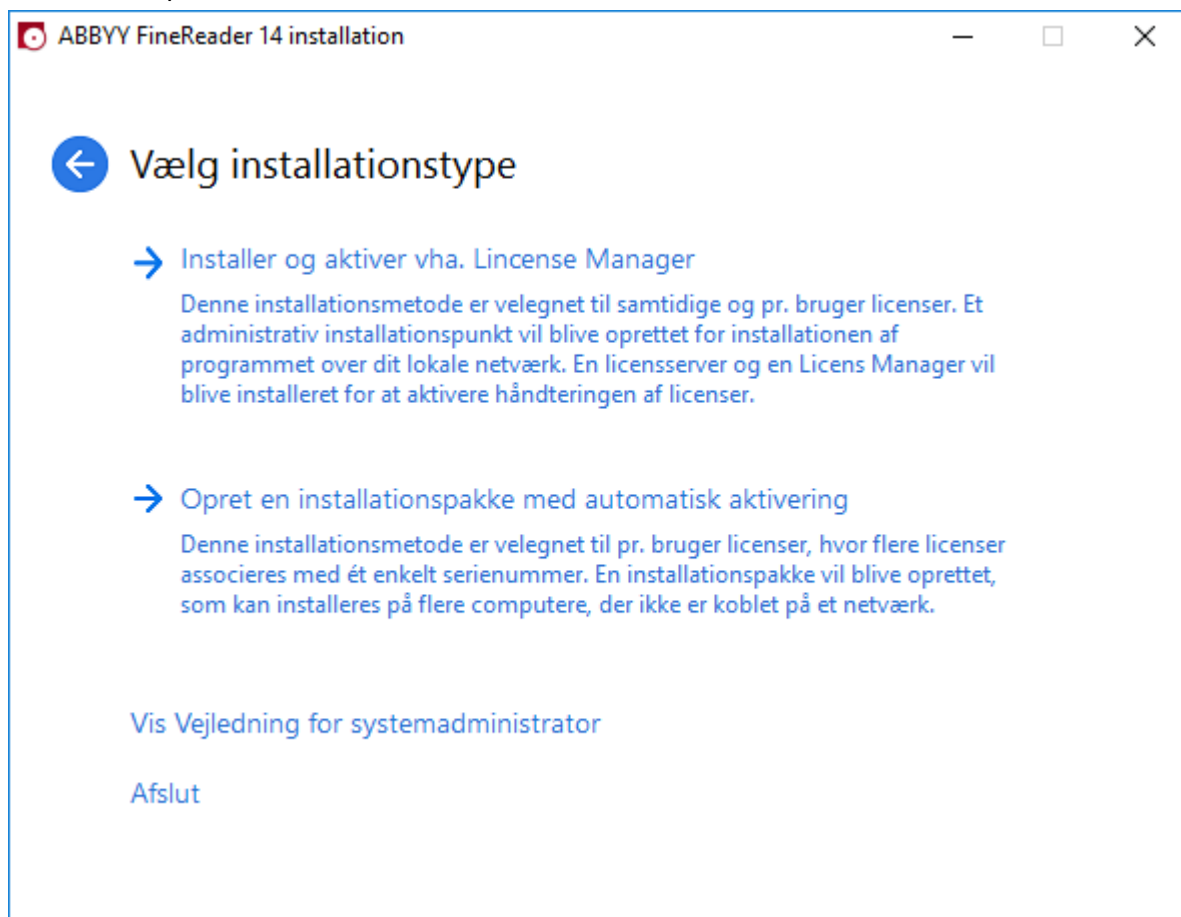 ABBYY FineReader 14 installation
Vælg installationstype
Installer og aktiver vha. Lincense Manager
Denne installationsmetode er velegnet til samtidige og pr. bruger licenser. Et
administrativ installationspunkt vil blive oprettet for installationen af
programmet over dit lokale netværk. En licensserver og en Licens Manager vil
blive installeret for at aktivere håndteringen af licenser.
Opret en installationspakke med automatisk aktivering
Denne installationsmetode er velegnet til pr. bruger licenser, hvor flere licenser
associeres med ét enkelt serienummer. En installationspakke vil blive oprettet,
som kan installeres på flere computere, der ikke er koblet på et netværk.
Vis Vejledning for systemadministrator
Afslut